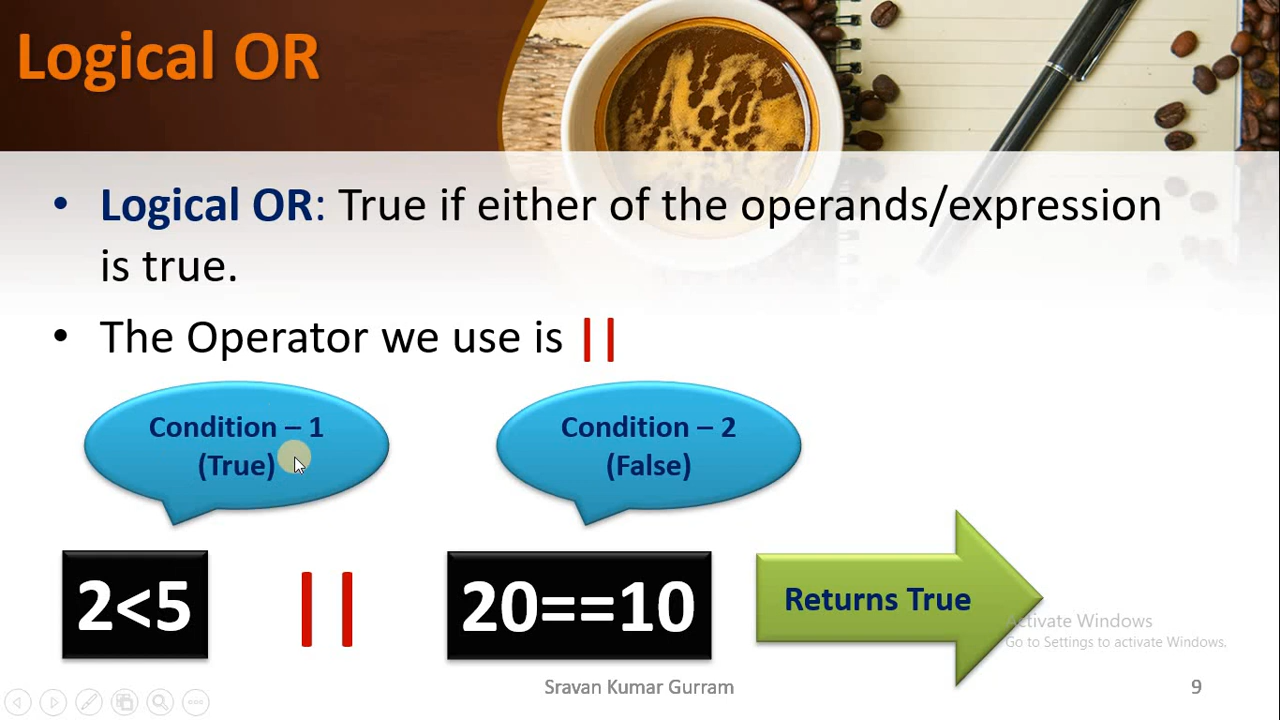 Logical OR
• Logical OR: True if either of the operands/expression
is true.
• The Operator we use is ||
Condition – 1
(True)
Condition – 2
(False)
2<5
||
20==10
Returns True
Activate Windows
Go to Settings to activate Windows.
Sravan Kumar Gurram
9